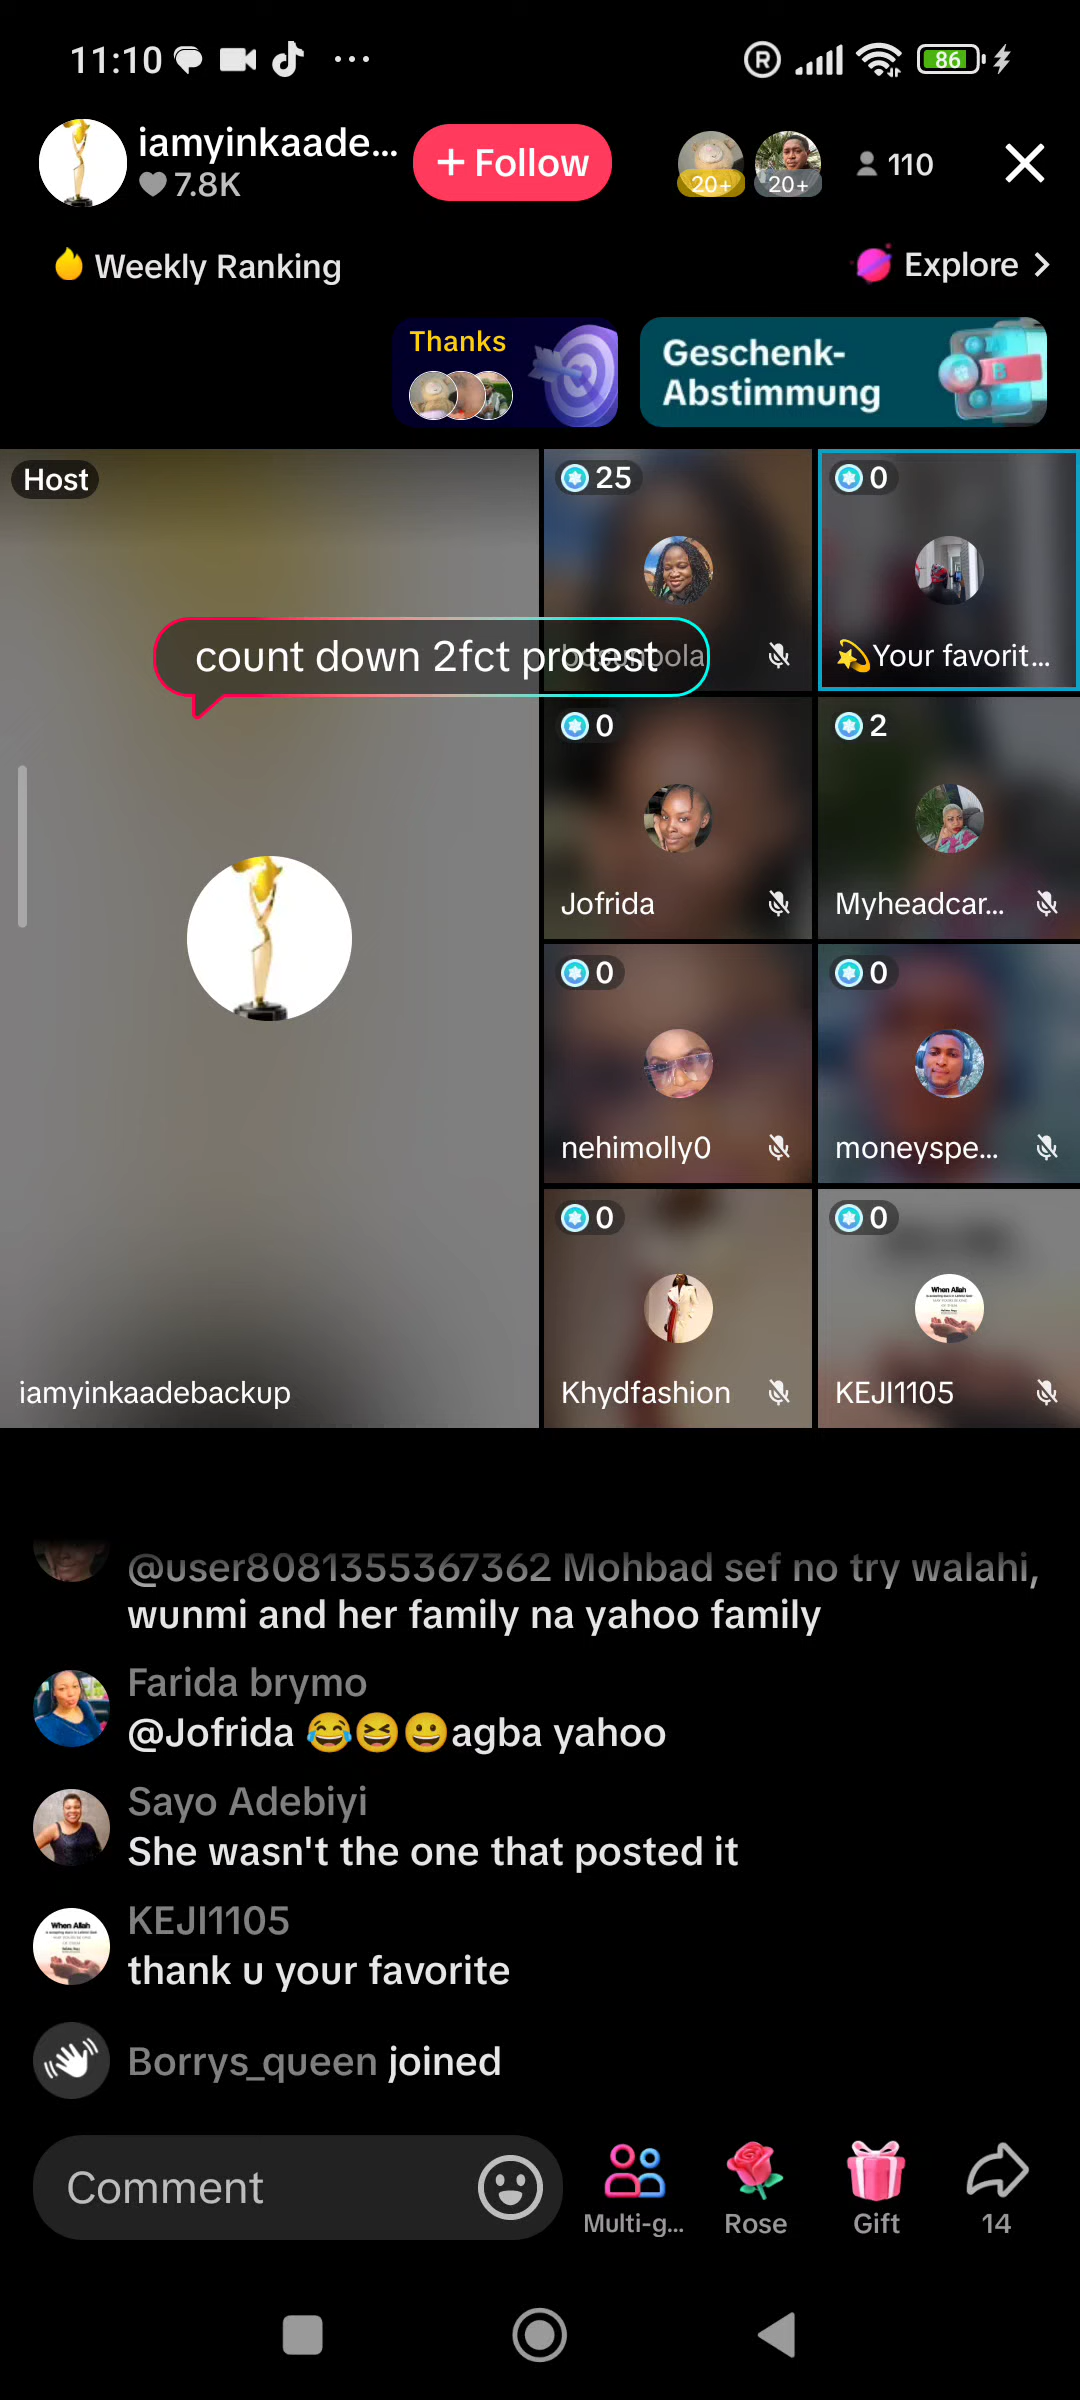 11:10
86
iamyinkaade...
7.8K
+ Follow
20+
20+
110
Weekly Ranking
Explore >
Thanks
Geschenk-
Abstimmung
Host
25
0
count down 2fct protest
Your favorit...
0
2
Jofrida
Myheadcar...
0
0
nehimolly0
moneyspe...
0
0
When Allah
iamyinkaadebackup
Khydfashion
KEJI1105
@user8081355367362 Mohbad sef no try walahi,
wunmi and her family na yahoo family
Farida brymo
@Jofrida 😂😆😀agba yahoo
Sayo Adebiyi
She wasn't the one that posted it
When Allah
KEJI1105
thank u your favorite
Borrys_queen joined
Comment
Multi-g...
Rose
Gift
14